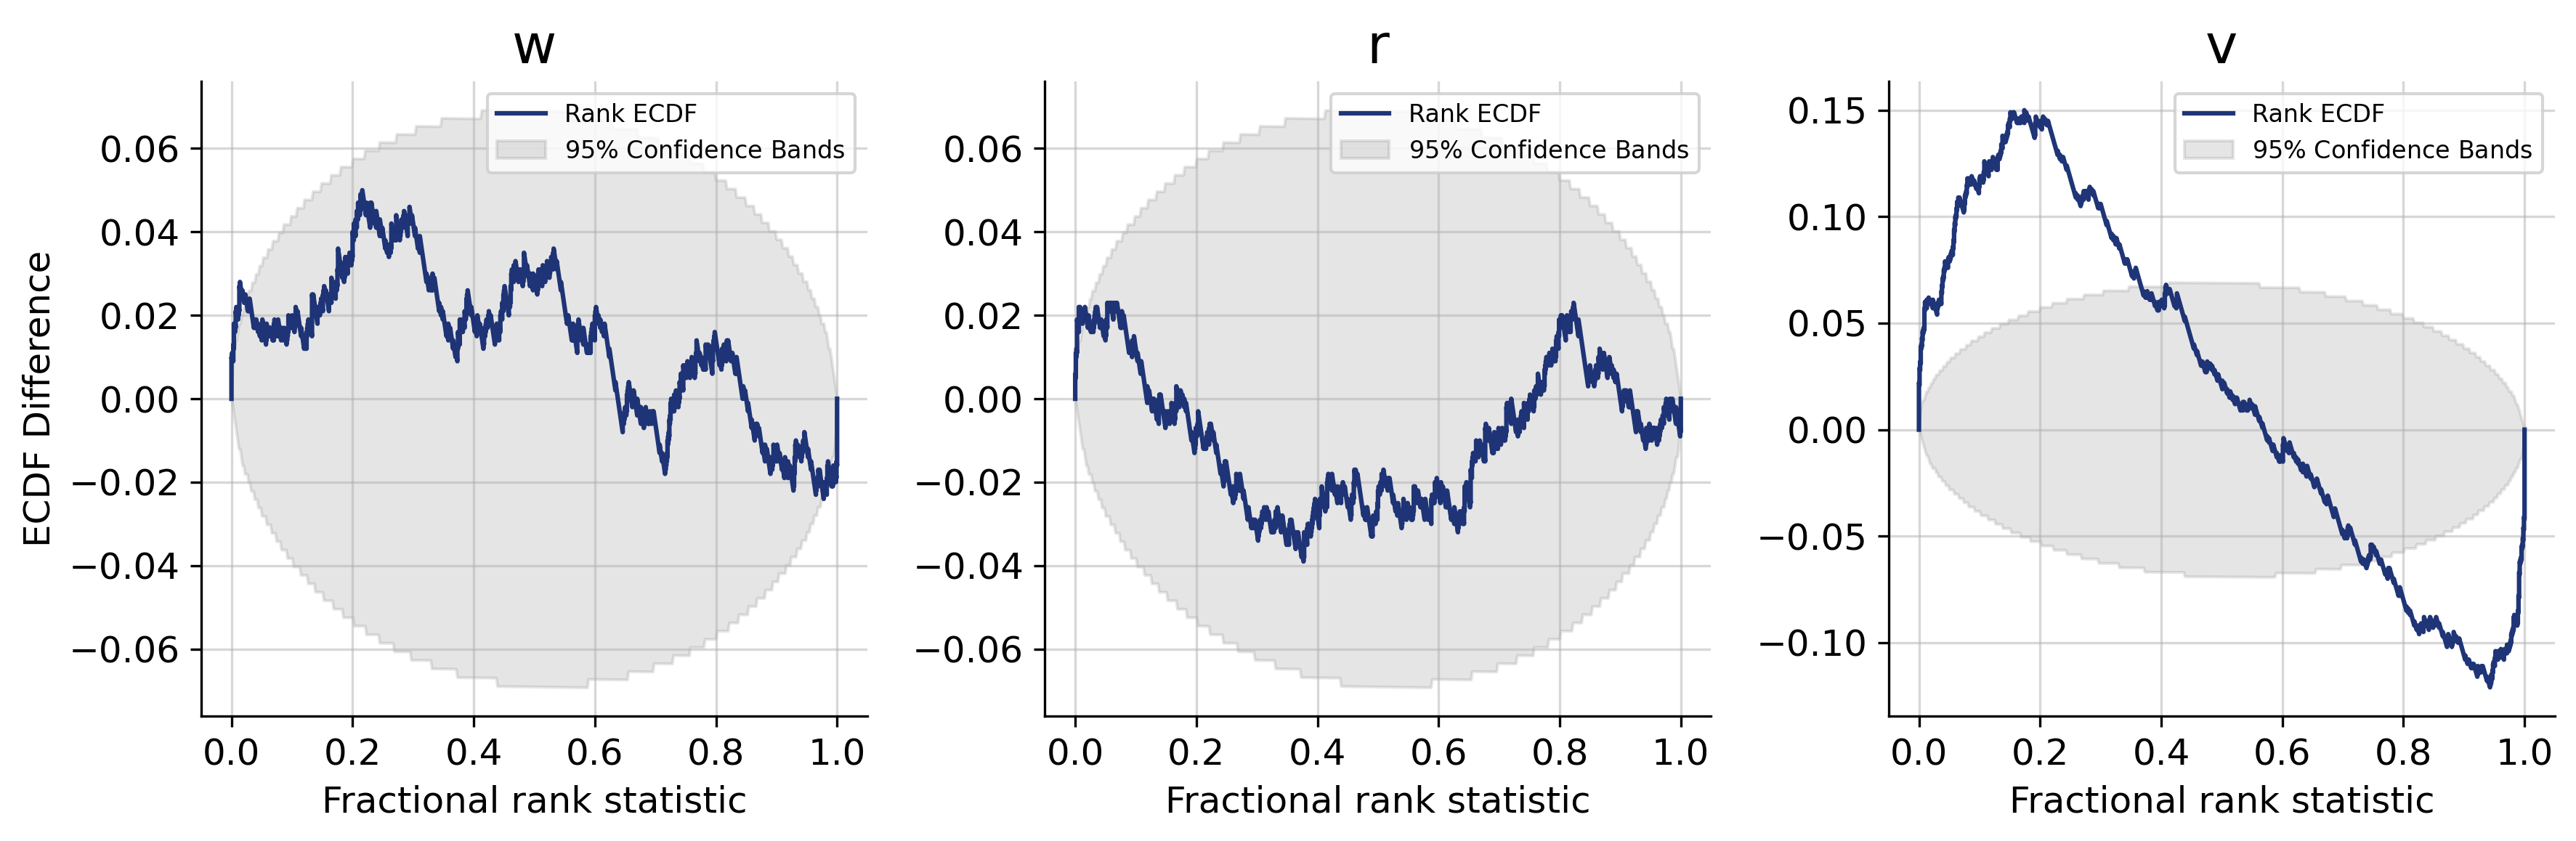 w
Rank ECDF
95% Confidence Bands
ECDF Difference
0.06
0.04
0.02
0.00
−0.02
−0.04
−0.06
0.0 0.2 0.4 0.6 0.8 1.0
Fractional rank statistic
r
Rank ECDF
95% Confidence Bands
0.06
0.04
0.02
0.00
−0.02
−0.04
−0.06
0.0 0.2 0.4 0.6 0.8 1.0
Fractional rank statistic
v
Rank ECDF
95% Confidence Bands
0.15
0.10
0.05
0.00
−0.05
−0.10
0.0 0.2 0.4 0.6 0.8 1.0
Fractional rank statistic